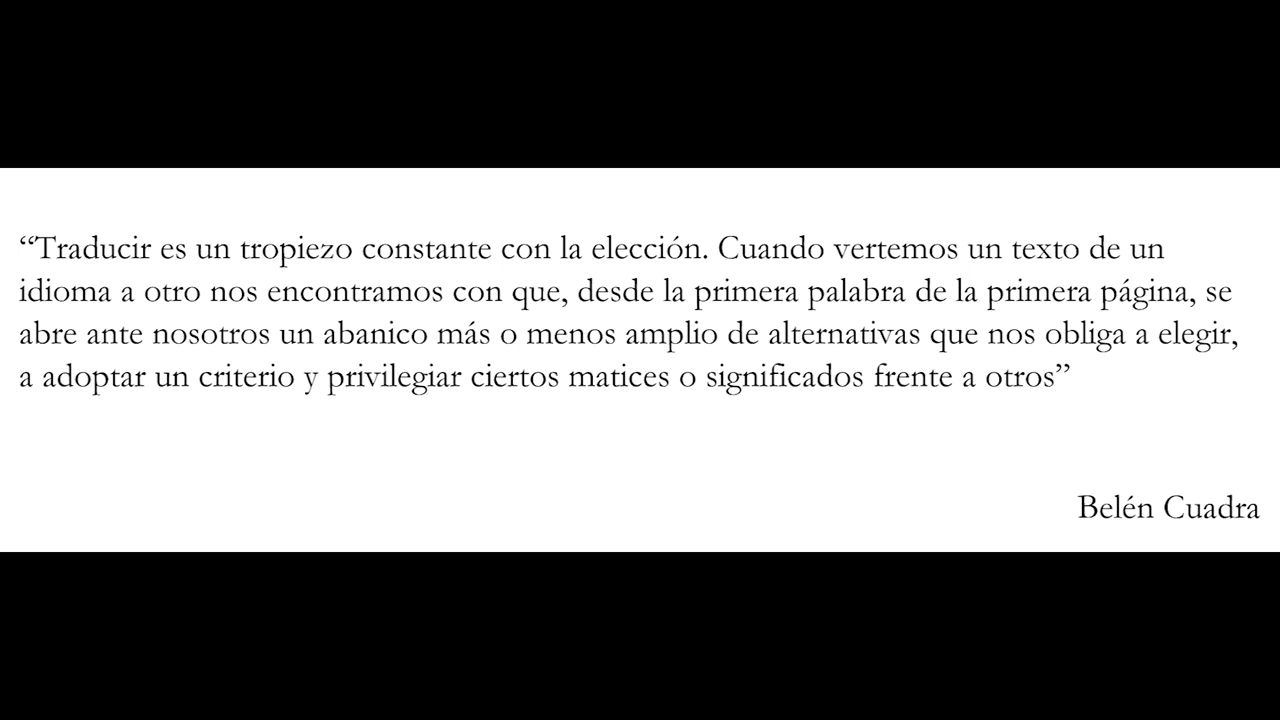 “Traducir es un tropiezo constante con la elección. Cuando vertemos un texto de un
idioma a otro nos encontramos con que, desde la primera palabra de la primera página, se
abre ante nosotros un abanico más o menos amplio de alternativas que nos obliga a elegir,
a adoptar un criterio y privilegiar ciertos matices o significados frente a otros”
Belén Cuadra